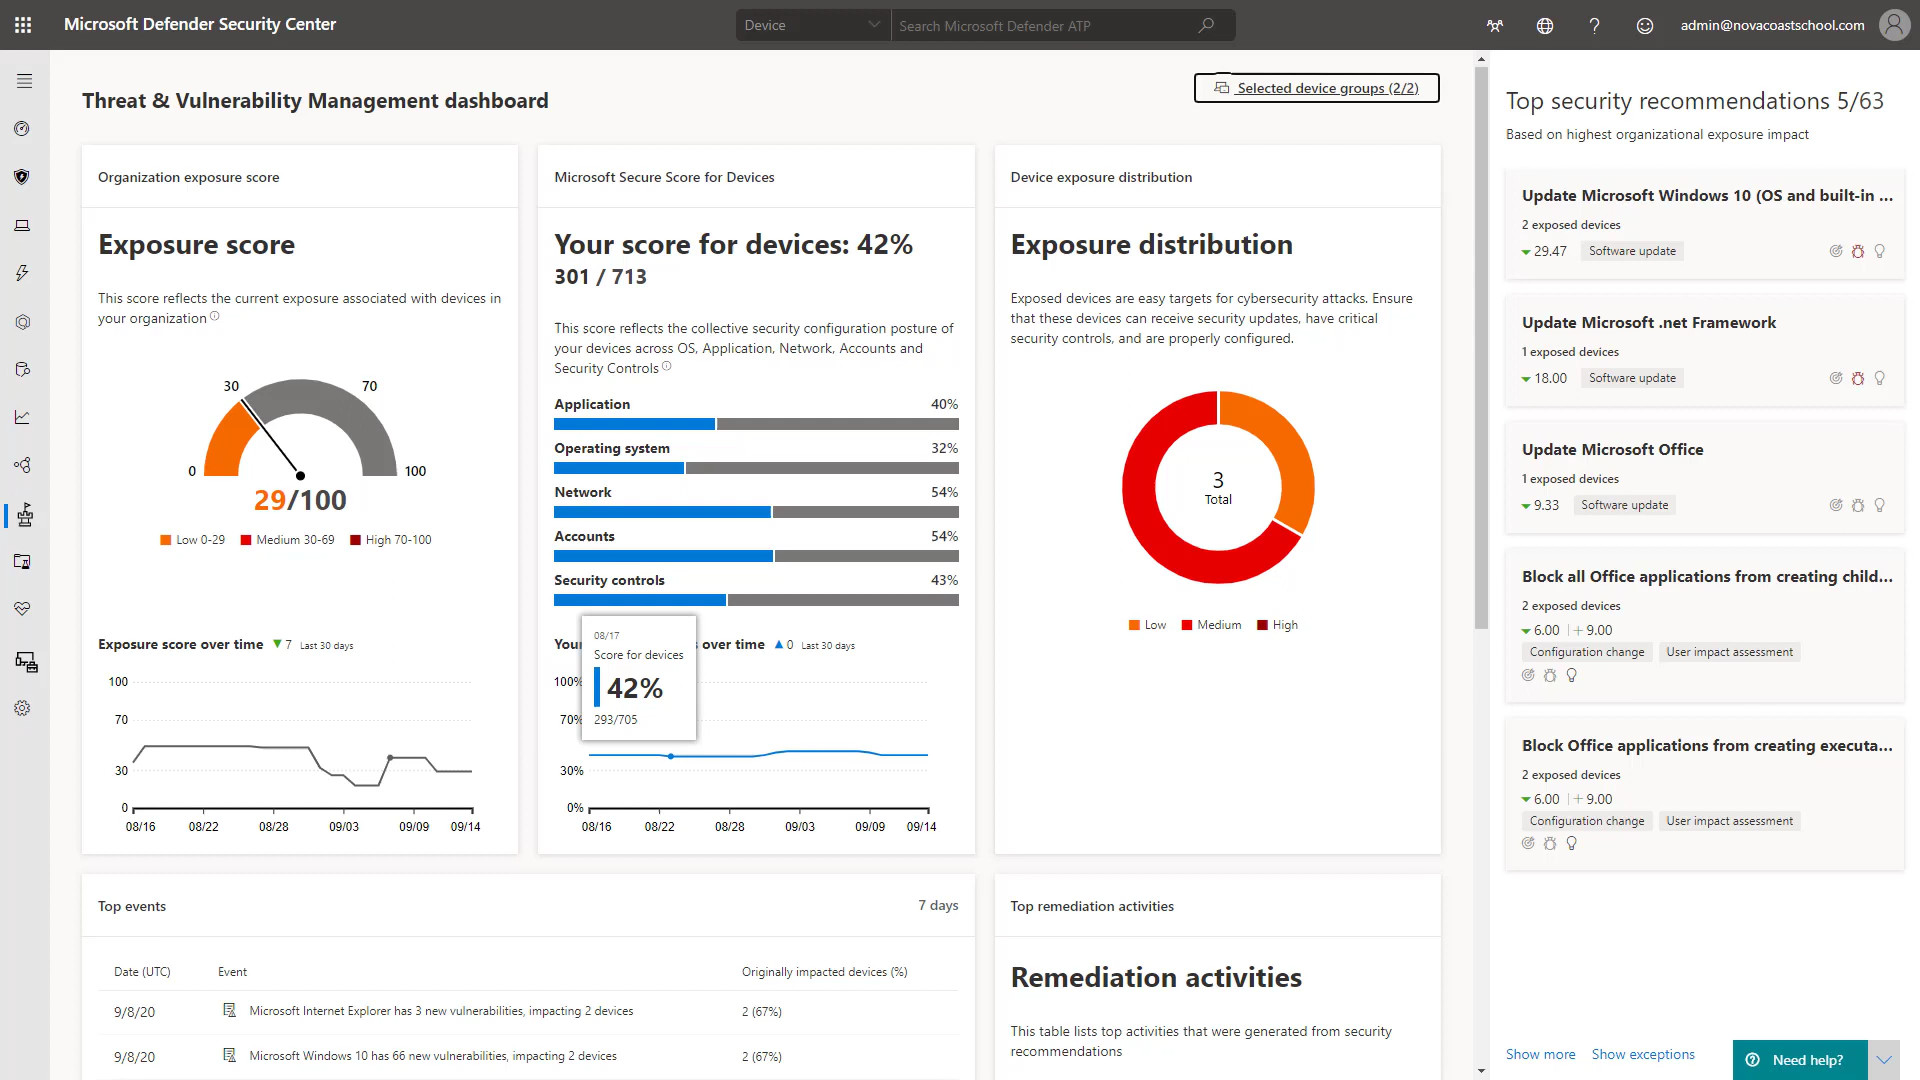 Microsoft Defender Security Center
Device
Search Microsoft Defender ATP
admin@novacoastschool.com
Threat & Vulnerability Management dashboard
Selected device groups (2/2)
Organization exposure score
Exposure score
This score reflects the current exposure associated with devices in
your organization
30
70
0
100
29/100
Low 0-29
Medium 30-69
High 70-100
Exposure score over time
7
Last 30 days
100
70
30
0
08/16
08/22
08/28
09/03
09/09
09/14
Microsoft Secure Score for Devices
Your score for devices: 42%
301 / 713
This score reflects the collective security configuration posture of
your devices across OS, Application, Network, Accounts and
Security Controls
Application
40%
Operating system
32%
Network
54%
Accounts
54%
Security controls
43%
You
over time
0
Last 30 days
08/17
Score for devices
42%
293/705
100%
70%
30%
0%
08/16
08/22
08/28
09/03
09/09
09/14
Device exposure distribution
Exposure distribution
Exposed devices are easy targets for cybersecurity attacks. Ensure
that these devices can receive security updates, have critical
security controls, and are properly configured.
3
Total
Low
Medium
High
Top events
7 days
Date (UTC)
Event
Originally impacted devices (%)
9/8/20
Microsoft Internet Explorer has 3 new vulnerabilities, impacting 2 devices
2 (67%)
9/8/20
Microsoft Windows 10 has 66 new vulnerabilities, impacting 2 devices
2 (67%)
Top remediation activities
Remediation activities
This table lists top activities that were generated from security
recommendations
Top security recommendations 5/63
Based on highest organizational exposure impact
Update Microsoft Windows 10 (OS and built-in ...
2 exposed devices
29.47
Software update
Update Microsoft .net Framework
1 exposed devices
18.00
Software update
Update Microsoft Office
1 exposed devices
9.33
Software update
Block all Office applications from creating child...
2 exposed devices
6.00 | + 9.00
Configuration change
User impact assessment
Block Office applications from creating executa...
2 exposed devices
6.00 | + 9.00
Configuration change
User impact assessment
Show more
Show exceptions
Need help?